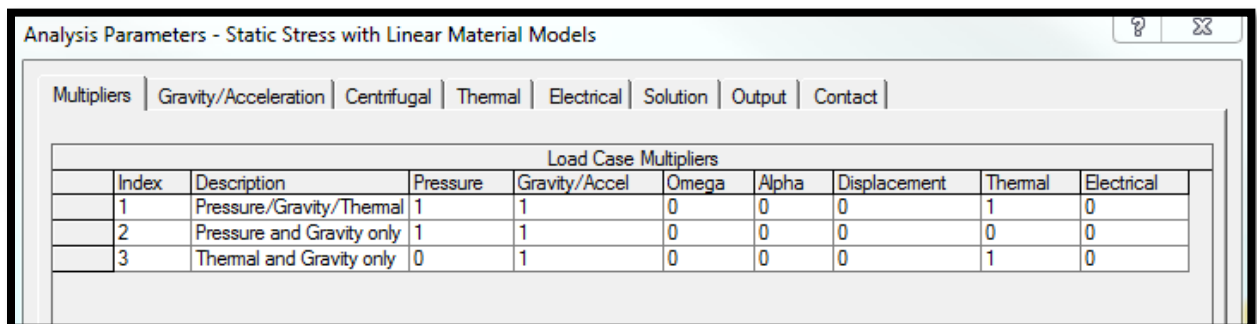 Analysis Parameters - Static Stress with Linear Material Models
Multipliers Gravity/Acceleration Centrifugal Thermal Electrical Solution Output Contact
Load Case Multipliers
Index Description Pressure Gravity/Accel Omega Alpha Displacement Thermal Electrical
1 Pressure/Gravity/Thermal 1 1 0 0 0 1 0
2 Pressure and Gravity only 1 1 0 0 0 0 0
3 Thermal and Gravity only 0 1 0 0 0 1 0